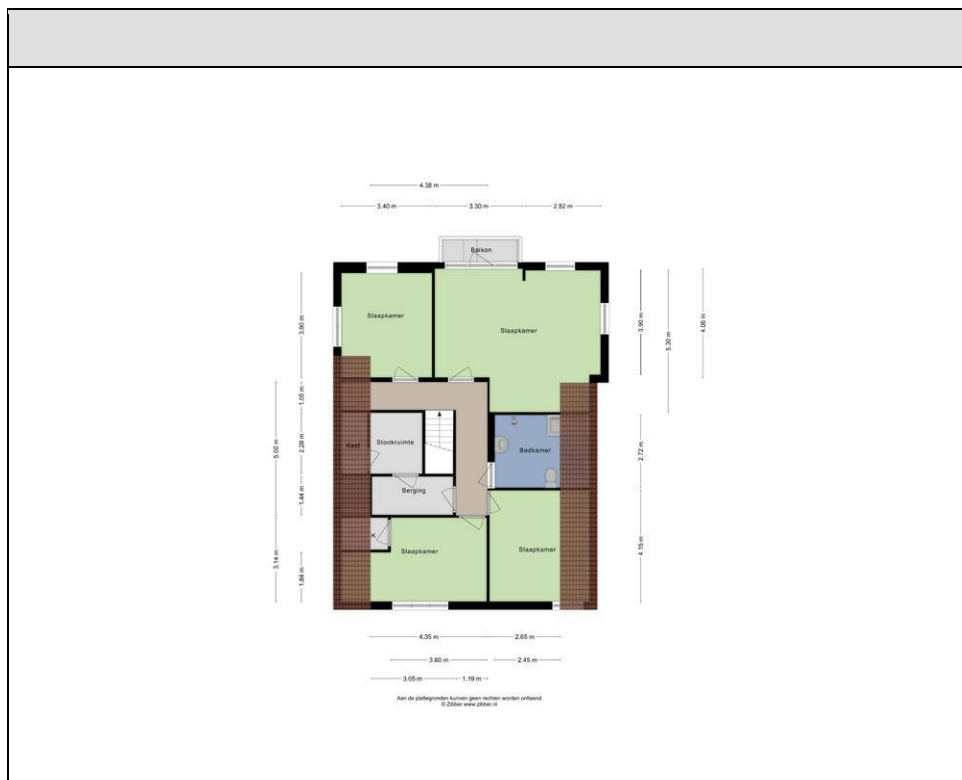 4.38 m
3.40 m
3.30 m
2.82 m
Balkon
Slaapkamer
Slaapkamer
3.90 m
3.90 m
5.30 m
4.06 m
1.05 m
5.00 m
2.28 m
Kast
Stookruimte
Badkamer
2.72 m
1.44 m
Berging
K
Slaapkamer
Slaapkamer
3.14 m
1.84 m
4.15 m
4.35 m
2.65 m
3.60 m
2.45 m
3.05 m
1.19 m
Aan de plattegronden kunnen geen rechten worden ontleend
© Zibber www.zibber.nl